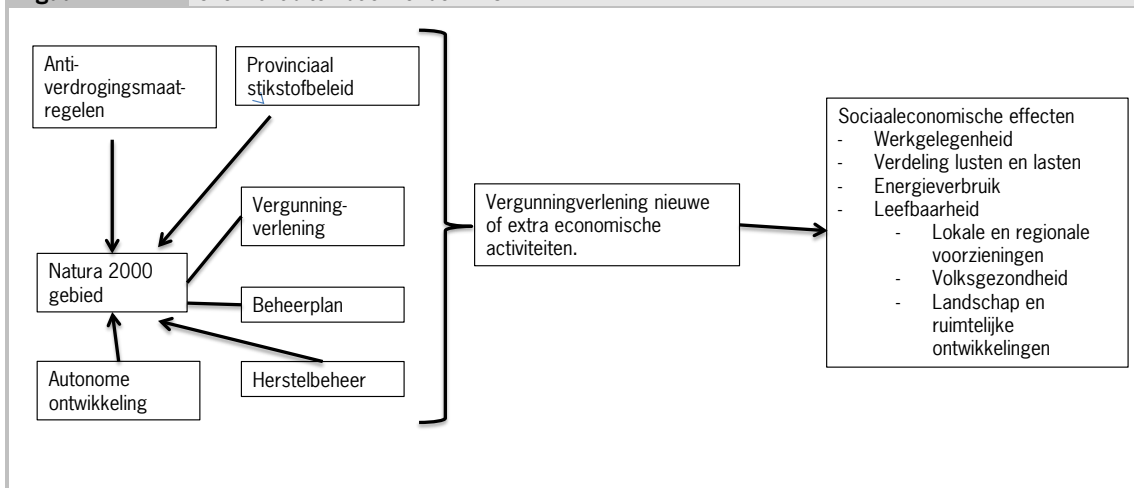 Anti-
verdrogingsmaat-
regelen
Provinciaal
stikstofbeleid
Vergunning-
verlening
Natura 2000
gebied
Beheerplan
Autonome
ontwikkeling
Herstelbeheer
Vergunningverlening nieuwe
of extra economische
activiteiten.
Sociaaleconomische effecten
- Werkgelegenheid
- Verdeling lusten en lasten
- Energieverbruik
- Leefbaarheid
- Lokale en regionale
voorzieningen
- Volksgezondheid
- Landschap en
ruimtelijke
ontwikkelingen